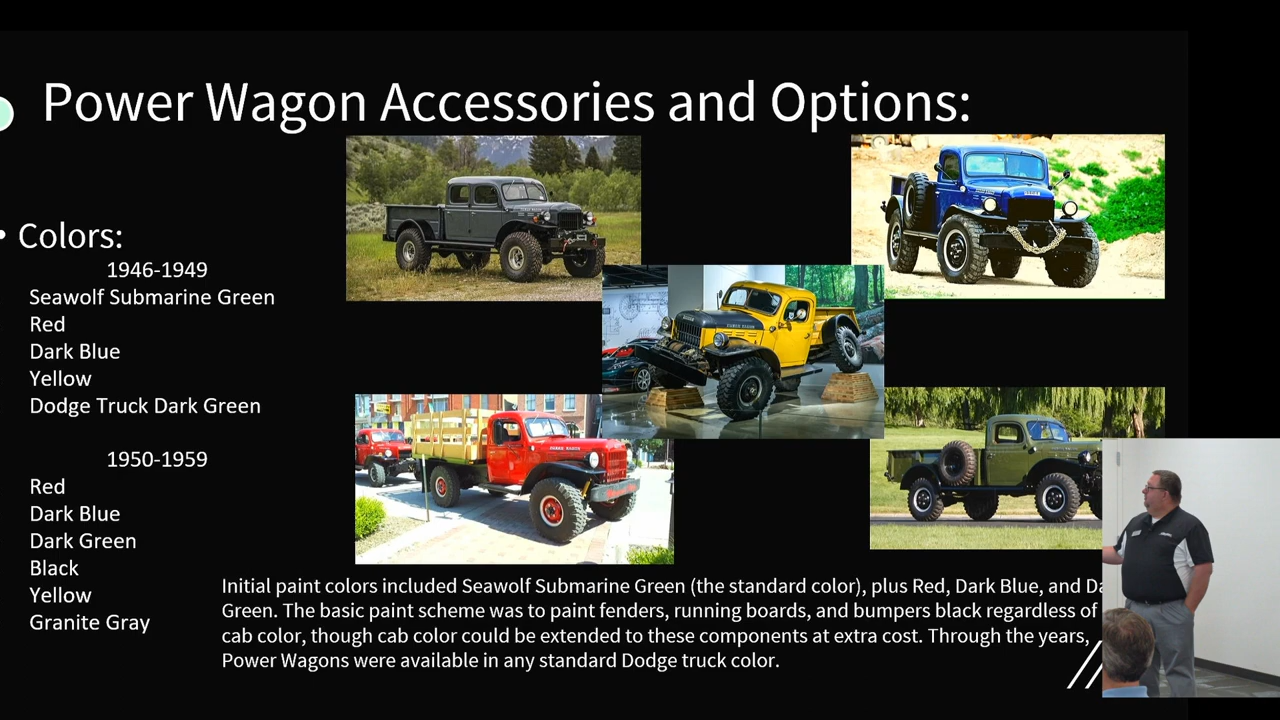 Power Wagon Accessories and Options:
• Colors:
1946-1949
Seawolf Submarine Green
Red
Dark Blue
Yellow
Dodge Truck Dark Green
1950-1959
Red
Dark Blue
Dark Green
Black
Yellow
Granite Gray
Initial paint colors included Seawolf Submarine Green (the standard color), plus Red, Dark Blue, and Da
Green. The basic paint scheme was to paint fenders, running boards, and bumpers black regardless of
cab color, though cab color could be extended to these components at extra cost. Through the years,
Power Wagons were available in any standard Dodge truck color.